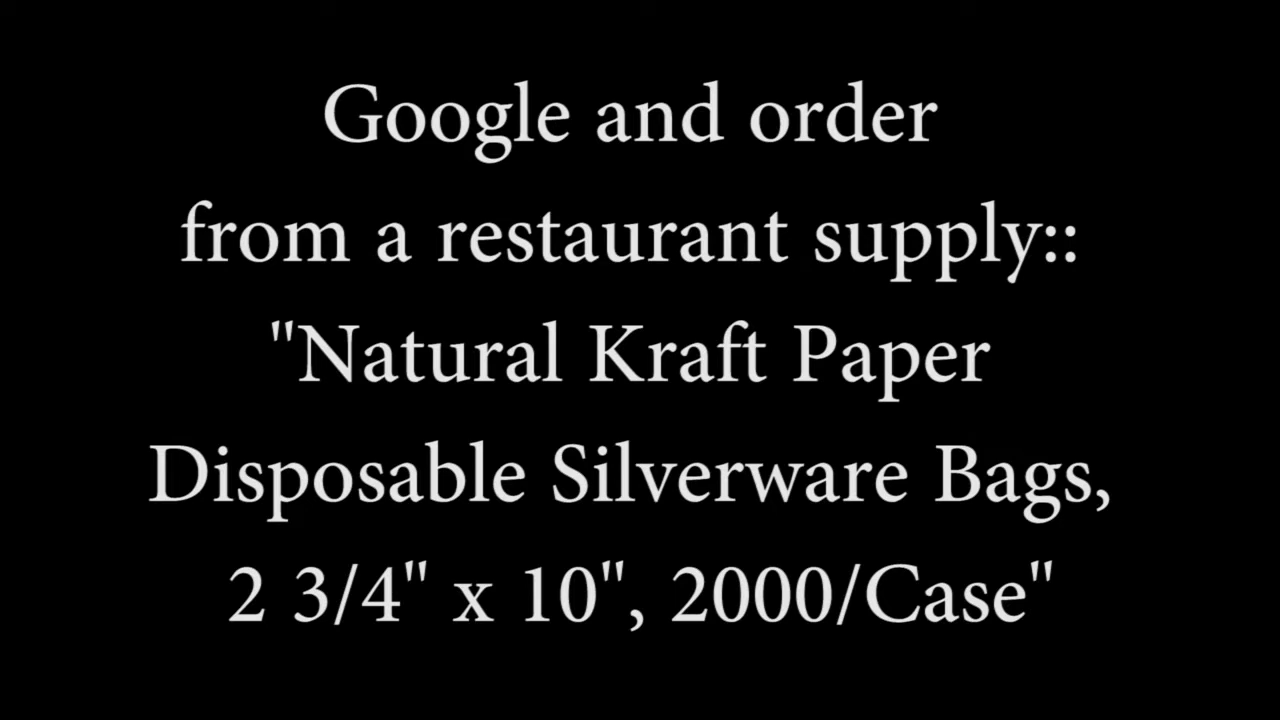 Google and order
from a restaurant supply::
"Natural Kraft Paper
Disposable Silverware Bags,
2 3/4" x 10", 2000/Case"